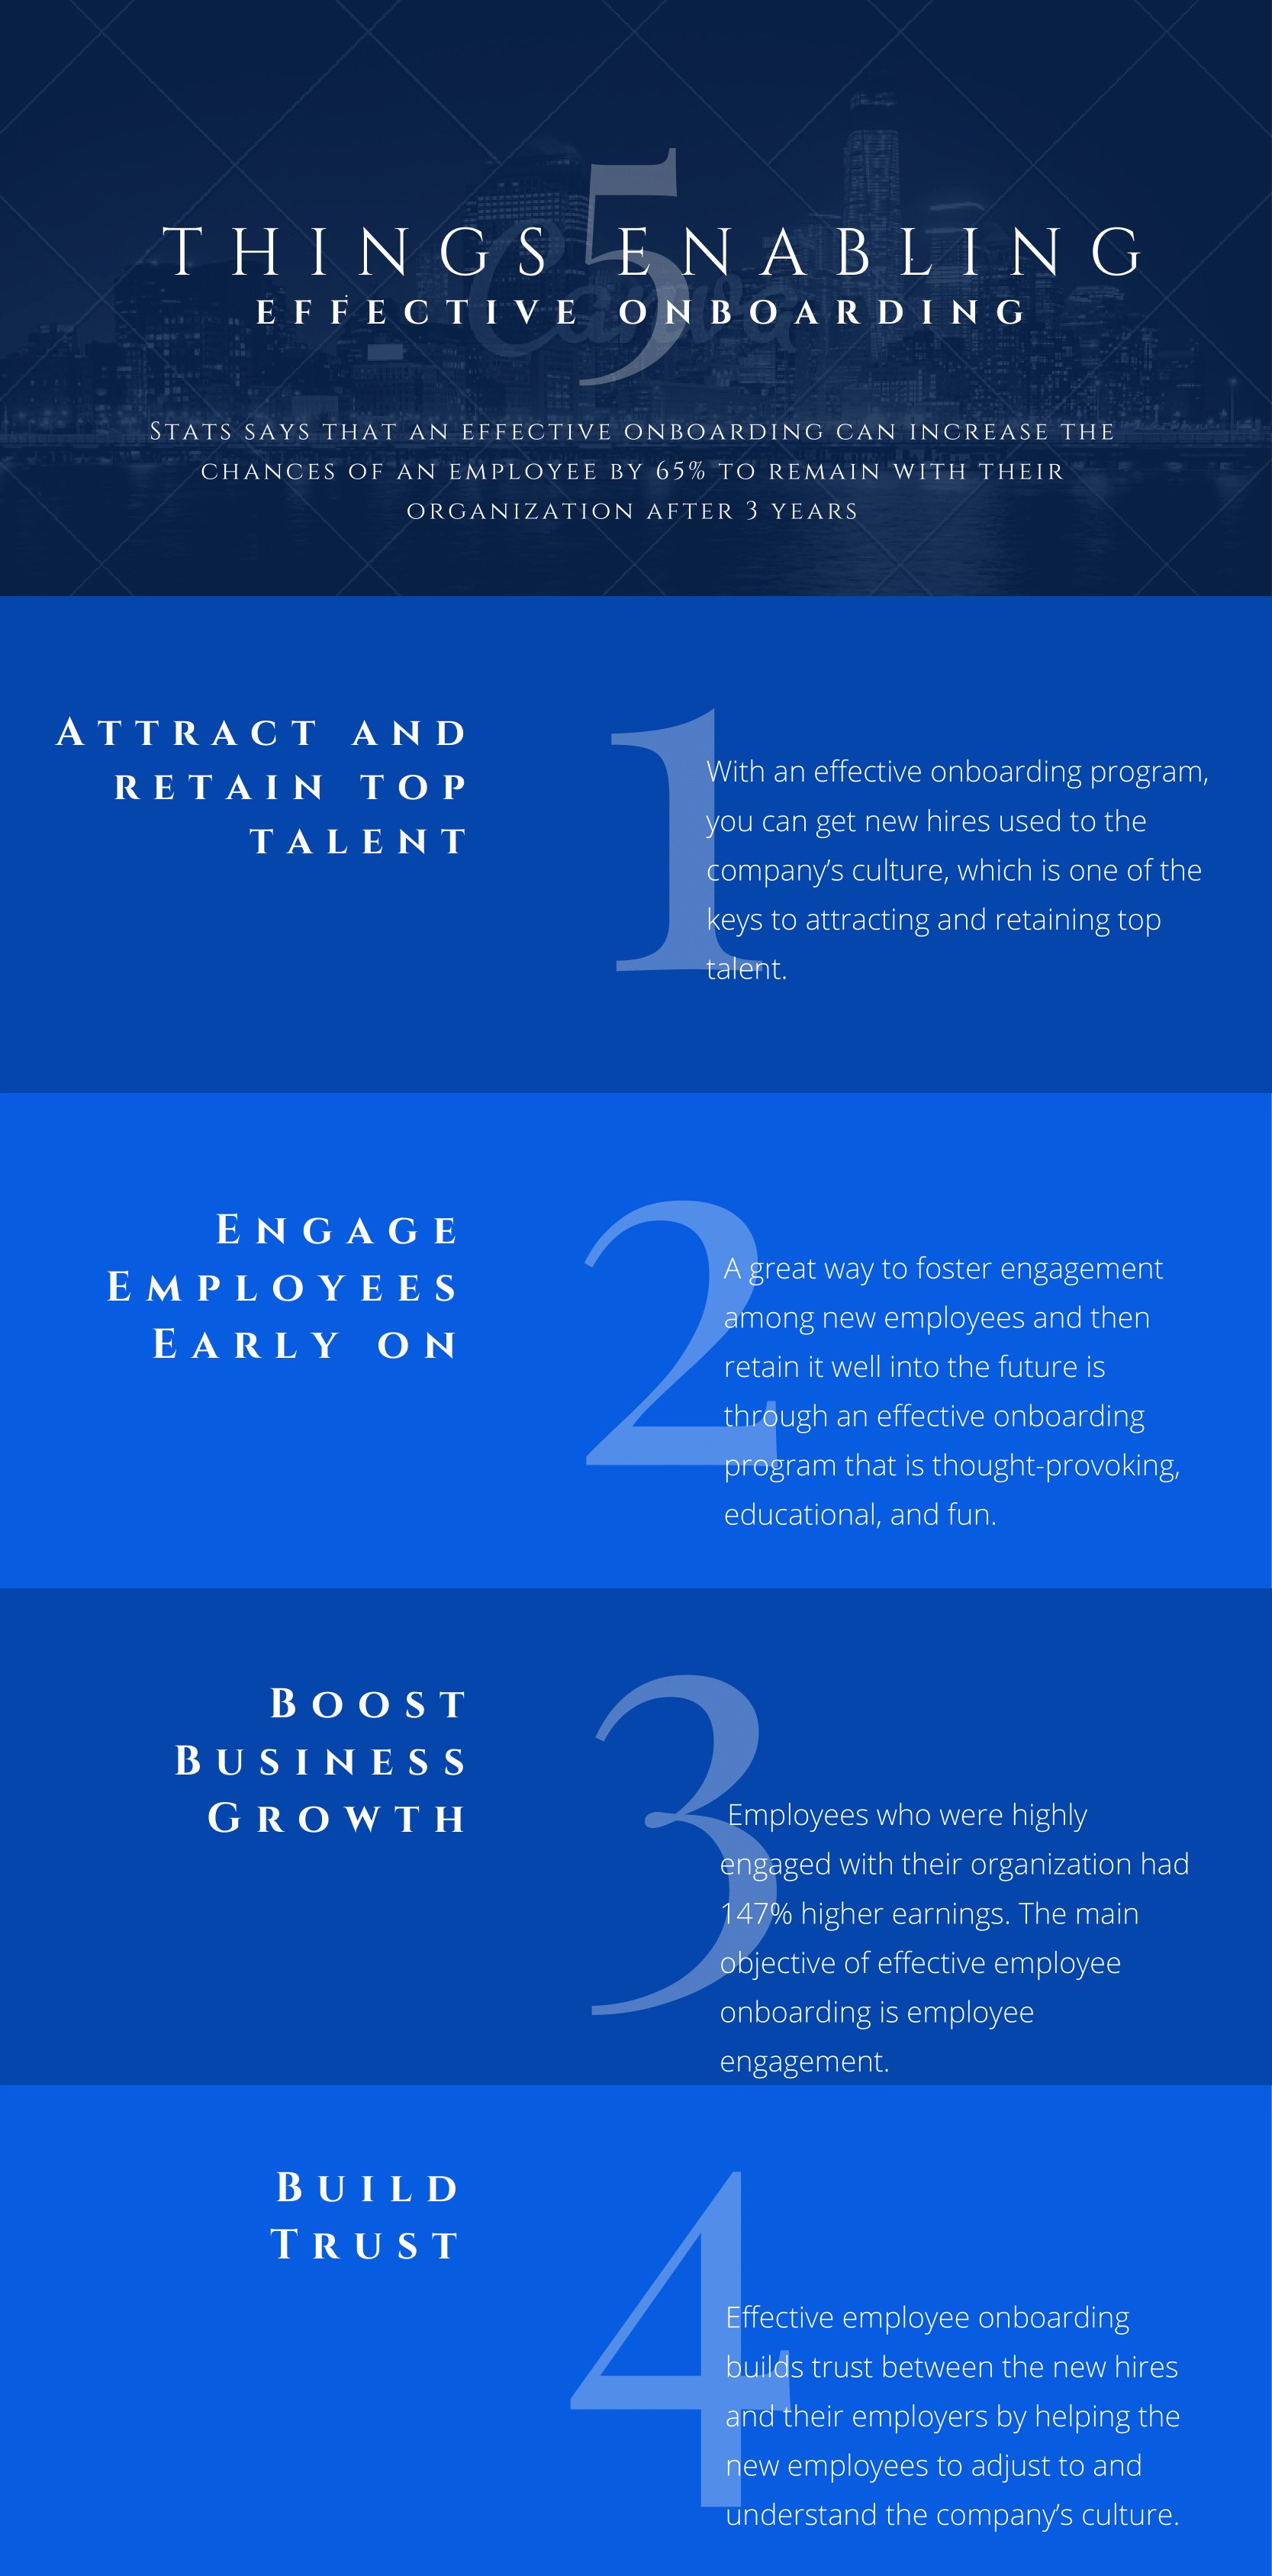 5
THINGS ENABLING
EFFECTIVE ONBOARDING
Canva
STATS SAYS THAT AN EFFECTIVE ONBOARDING CAN INCREASE THE
CHANCES OF AN EMPLOYEE BY 65% TO REMAIN WITH THEIR
ORGANIZATION AFTER 3 YEARS
ATTRACT AND
RETAIN TOP
TALENT
1
With an effective onboarding program,
you can get new hires used to the
company’s culture, which is one of the
keys to attracting and retaining top
talent.
ENGAGE
EMPLOYEES
EARLY ON
2
A great way to foster engagement
among new employees and then
retain it well into the future is
through an effective onboarding
program that is thought-provoking,
educational, and fun.
BOOST
BUSINESS
GROWTH
3
Employees who were highly
engaged with their organization had
147% higher earnings. The main
objective of effective employee
onboarding is employee
engagement.
BUILD
TRUST
4
Effective employee onboarding
builds trust between the new hires
and their employers by helping the
new employees to adjust to and
understand the company’s culture.